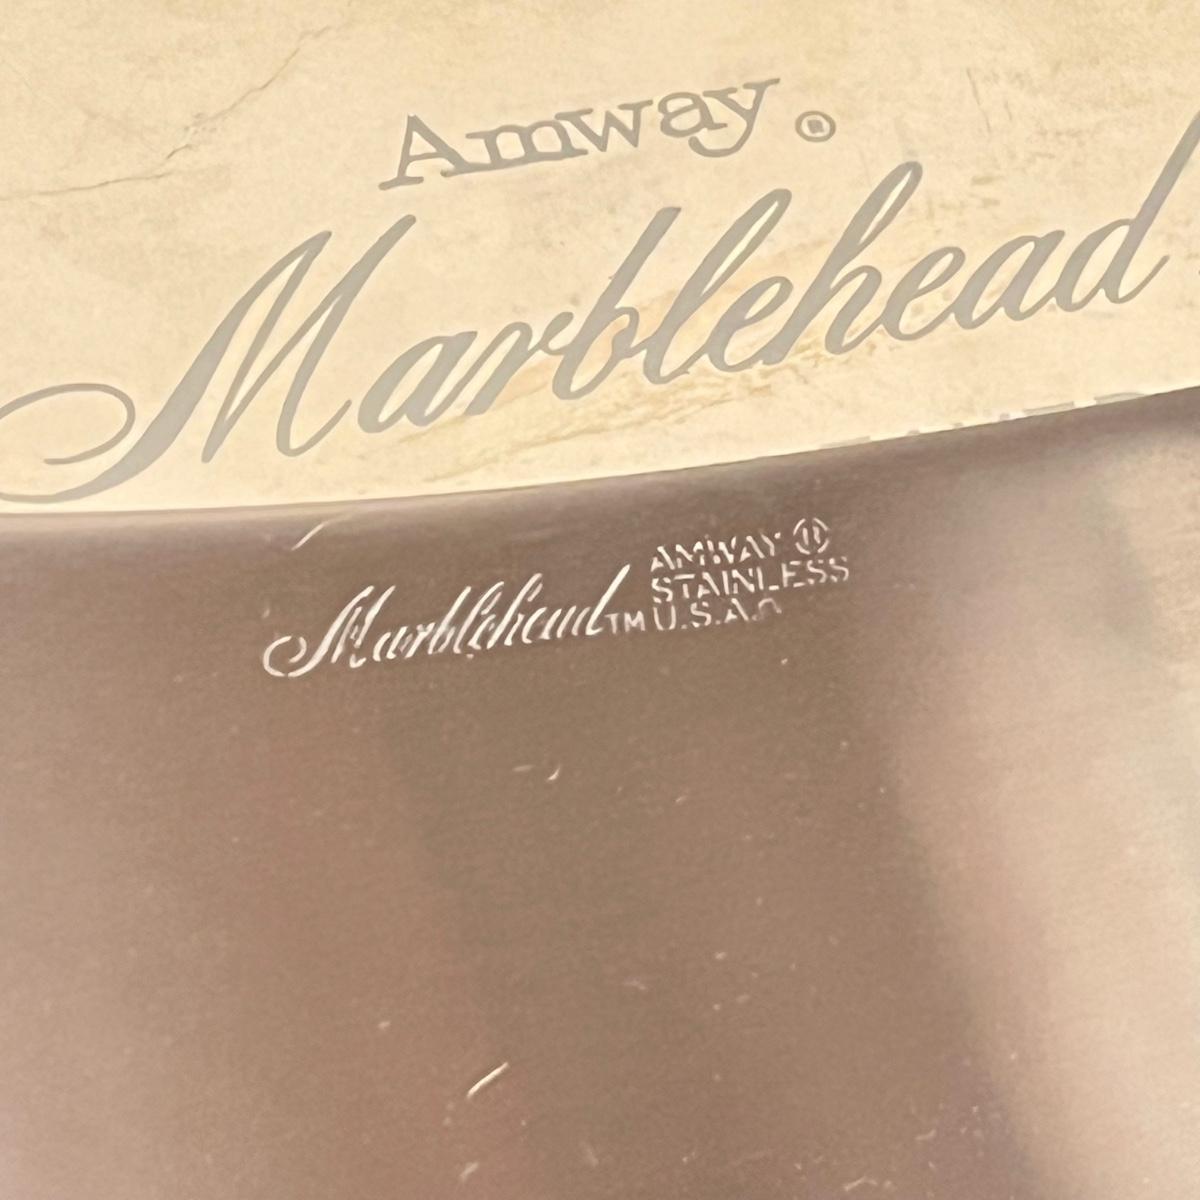 Amway ®
Marblehead
Marblehead™
AMWAY ®
STAINLESS
U.S.A.